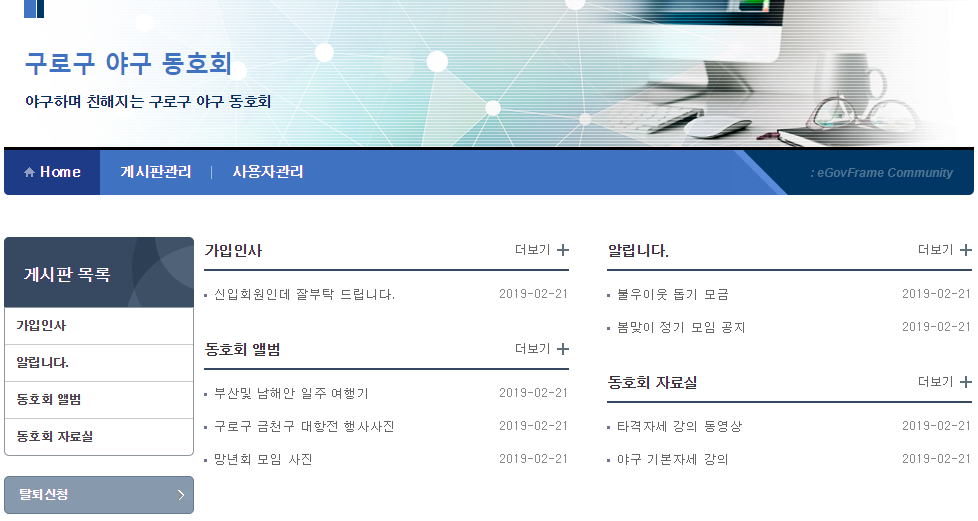 구로구 야구 동호회
야구하며 친해지는 구로구 야구 동호회
Home 게시판관리 사용자관리 : eGovFrame Community
게시판 목록
가입인사
알립니다.
동호회 앨범
동호회 자료실
탈퇴신청
가입인사 더보기
신입회원인데 잘부탁 드립니다. 2019-02-21
동호회 앨범 더보기
부산및 남해안 일주 여행기 2019-02-21
구로구 금천구 대항전 행사사진 2019-02-21
망년회 모임 사진 2019-02-21
알립니다. 더보기
불우이웃 돕기 모금 2019-02-21
봄맞이 정기 모임 공지 2019-02-21
동호회 자료실 더보기
타격자세 강의 동영상 2019-02-21
야구 기본자세 강의 2019-02-21